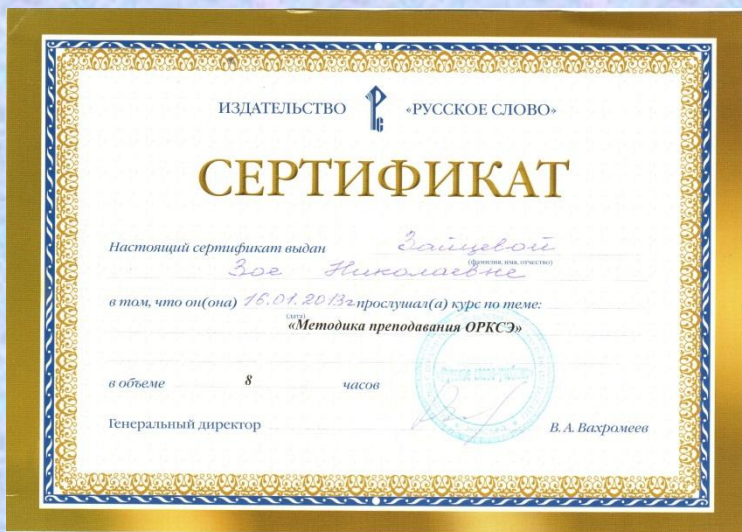 ИЗДАТЕЛЬСТВО РС «РУССКОЕ СЛОВО»
СЕРТИФИКАТ
Настоящий сертификат выдан Зайцевой
(фамилия, имя, отчество)
Зое Николаевне
в том, что он(она) 16.01.2013г прослушал(а) курс по теме:
(дата)
«Методика преподавания ОРКСЭ»
в объеме 8 часов
Генеральный директор В. А. Вахромеев